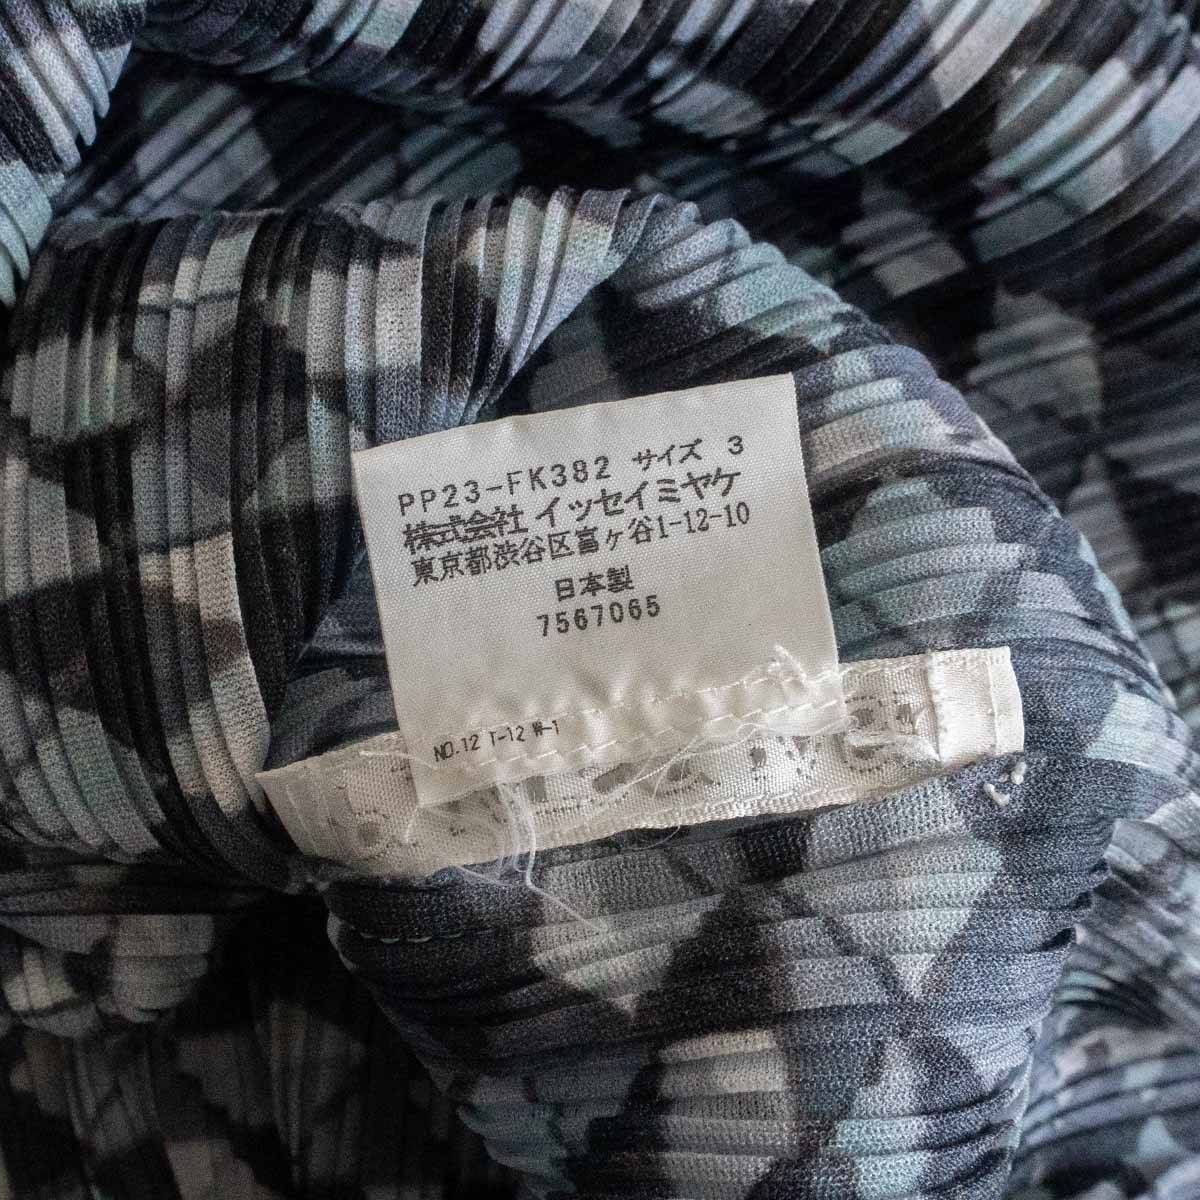 PP23-FK382 サイズ 3
株式会社 イッセイミヤケ
東京都渋谷区富ヶ谷1-12-10
日本製
7567065
NO.12 T-12 W-1